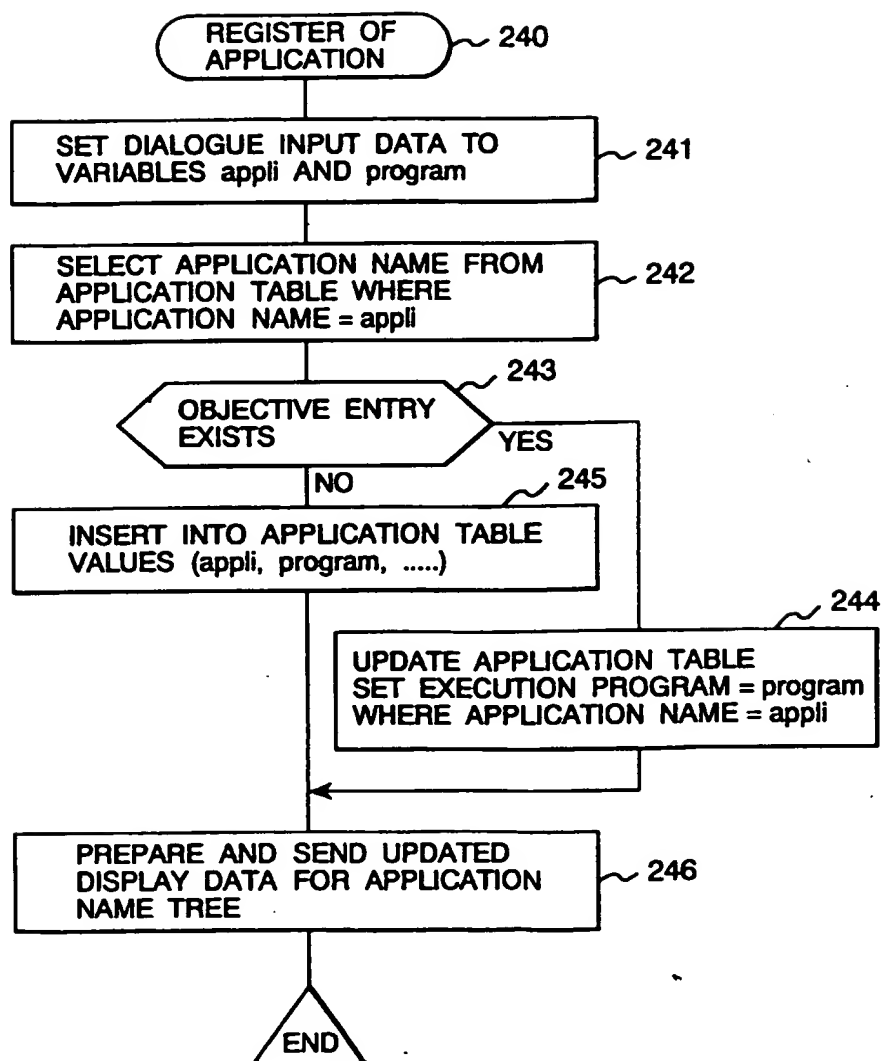 REGISTER OF
APPLICATION
240
SET DIALOGUE INPUT DATA TO
VARIABLES appli AND program
241
SELECT APPLICATION NAME FROM
APPLICATION TABLE WHERE
APPLICATION NAME = appli
242
243
OBJECTIVE ENTRY
EXISTS
YES
NO
245
INSERT INTO APPLICATION TABLE
VALUES (appli, program, .....)
244
UPDATE APPLICATION TABLE
SET EXECUTION PROGRAM = program
WHERE APPLICATION NAME = appli
PREPARE AND SEND UPDATED
DISPLAY DATA FOR APPLICATION
NAME TREE
246
END